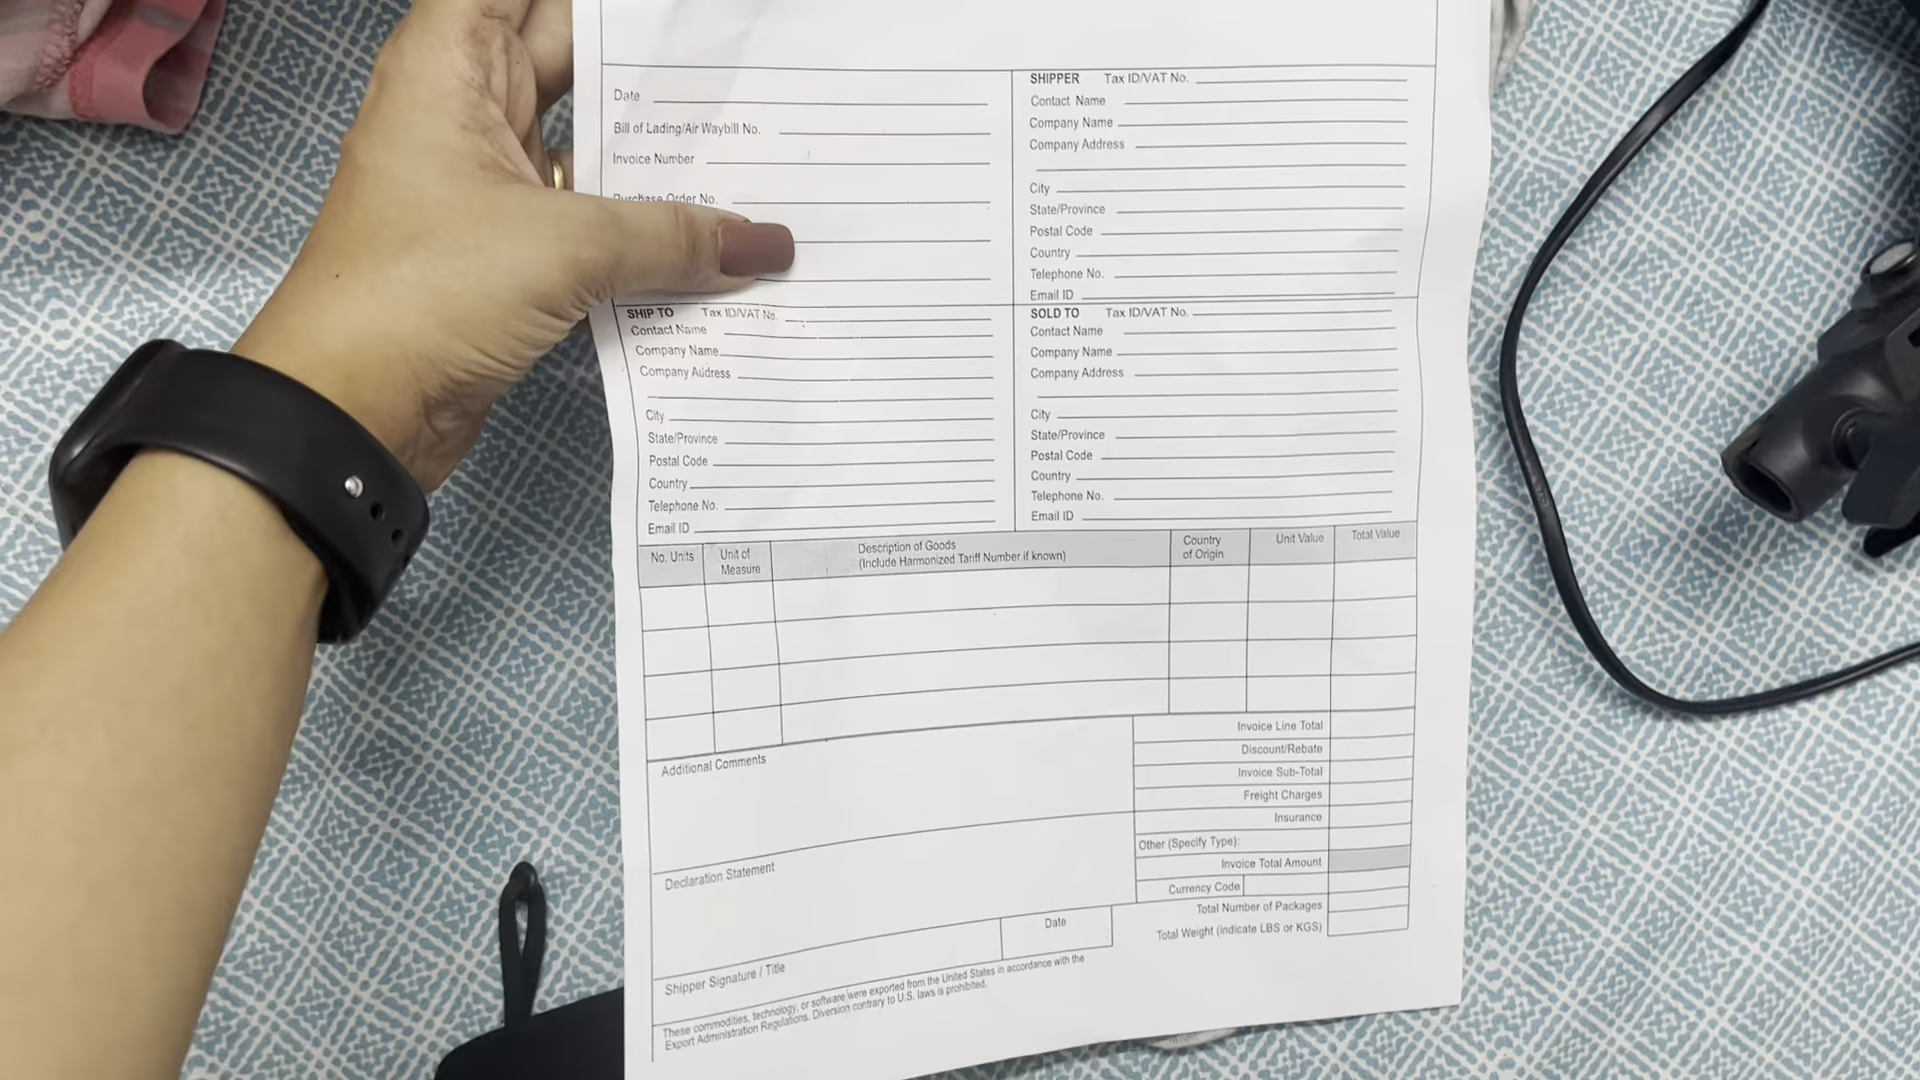 Date
Bill of Lading/Air Waybill No.
Invoice Number
Purchase Order No.
SHIPPER Tax ID/VAT No.
Contact Name
Company Name
Company Address
City
State/Province
Postal Code
Country
Telephone No.
Email ID
SHIP TO Tax ID/VAT No.
Contact Name
Company Name
Company Address
City
State/Province
Postal Code
Country
Telephone No.
Email ID
SOLD TO Tax ID/VAT No.
Contact Name
Company Name
Company Address
City
State/Province
Postal Code
Country
Telephone No.
Email ID
No. Units
Unit of
Measure
Description of Goods
(Include Harmonized Tariff Number if known)
Country
of Origin
Unit Value
Total Value
Additional Comments
Declaration Statement
Shipper Signature / Title
Date
Invoice Line Total
Discount/Rebate
Invoice Sub-Total
Freight Charges
Insurance
Other (Specify Type):
Invoice Total Amount
Currency Code
Total Number of Packages
Total Weight (indicate LBS or KGS)
These commodities, technology, or software were exported from the United States in accordance with the
Export Administration Regulations. Diversion contrary to U.S. laws is prohibited.